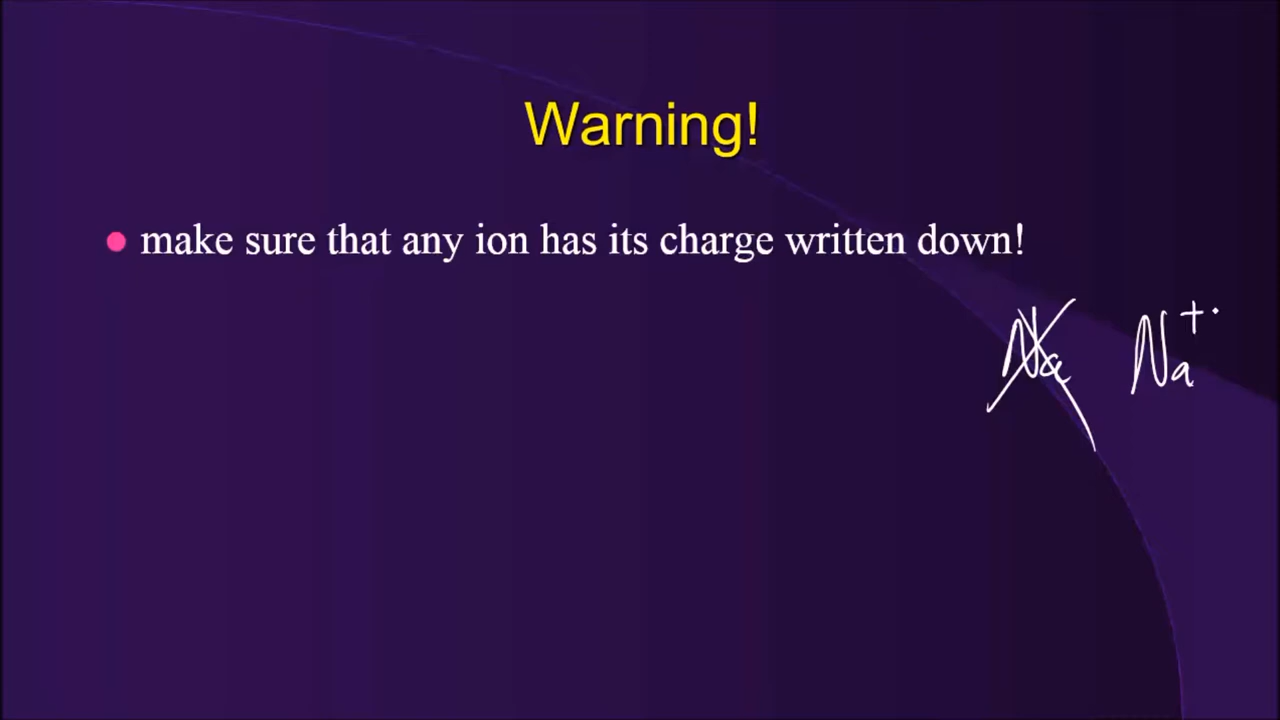 Warning!
make sure that any ion has its charge written down!
Na Na⁺